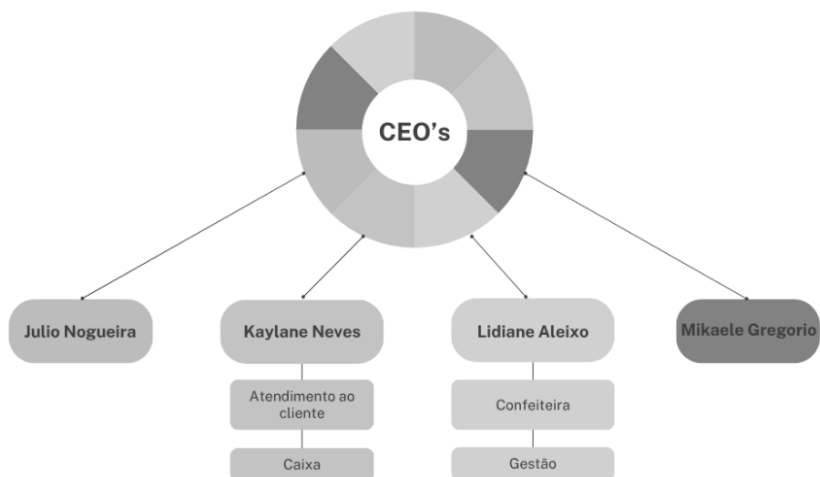 CEO’s
Julio Nogueira
Kaylane Neves
Lidiane Aleixo
Mikaele Gregorio
Atendimento ao
cliente
Confeiteira
Caixa
Gestão